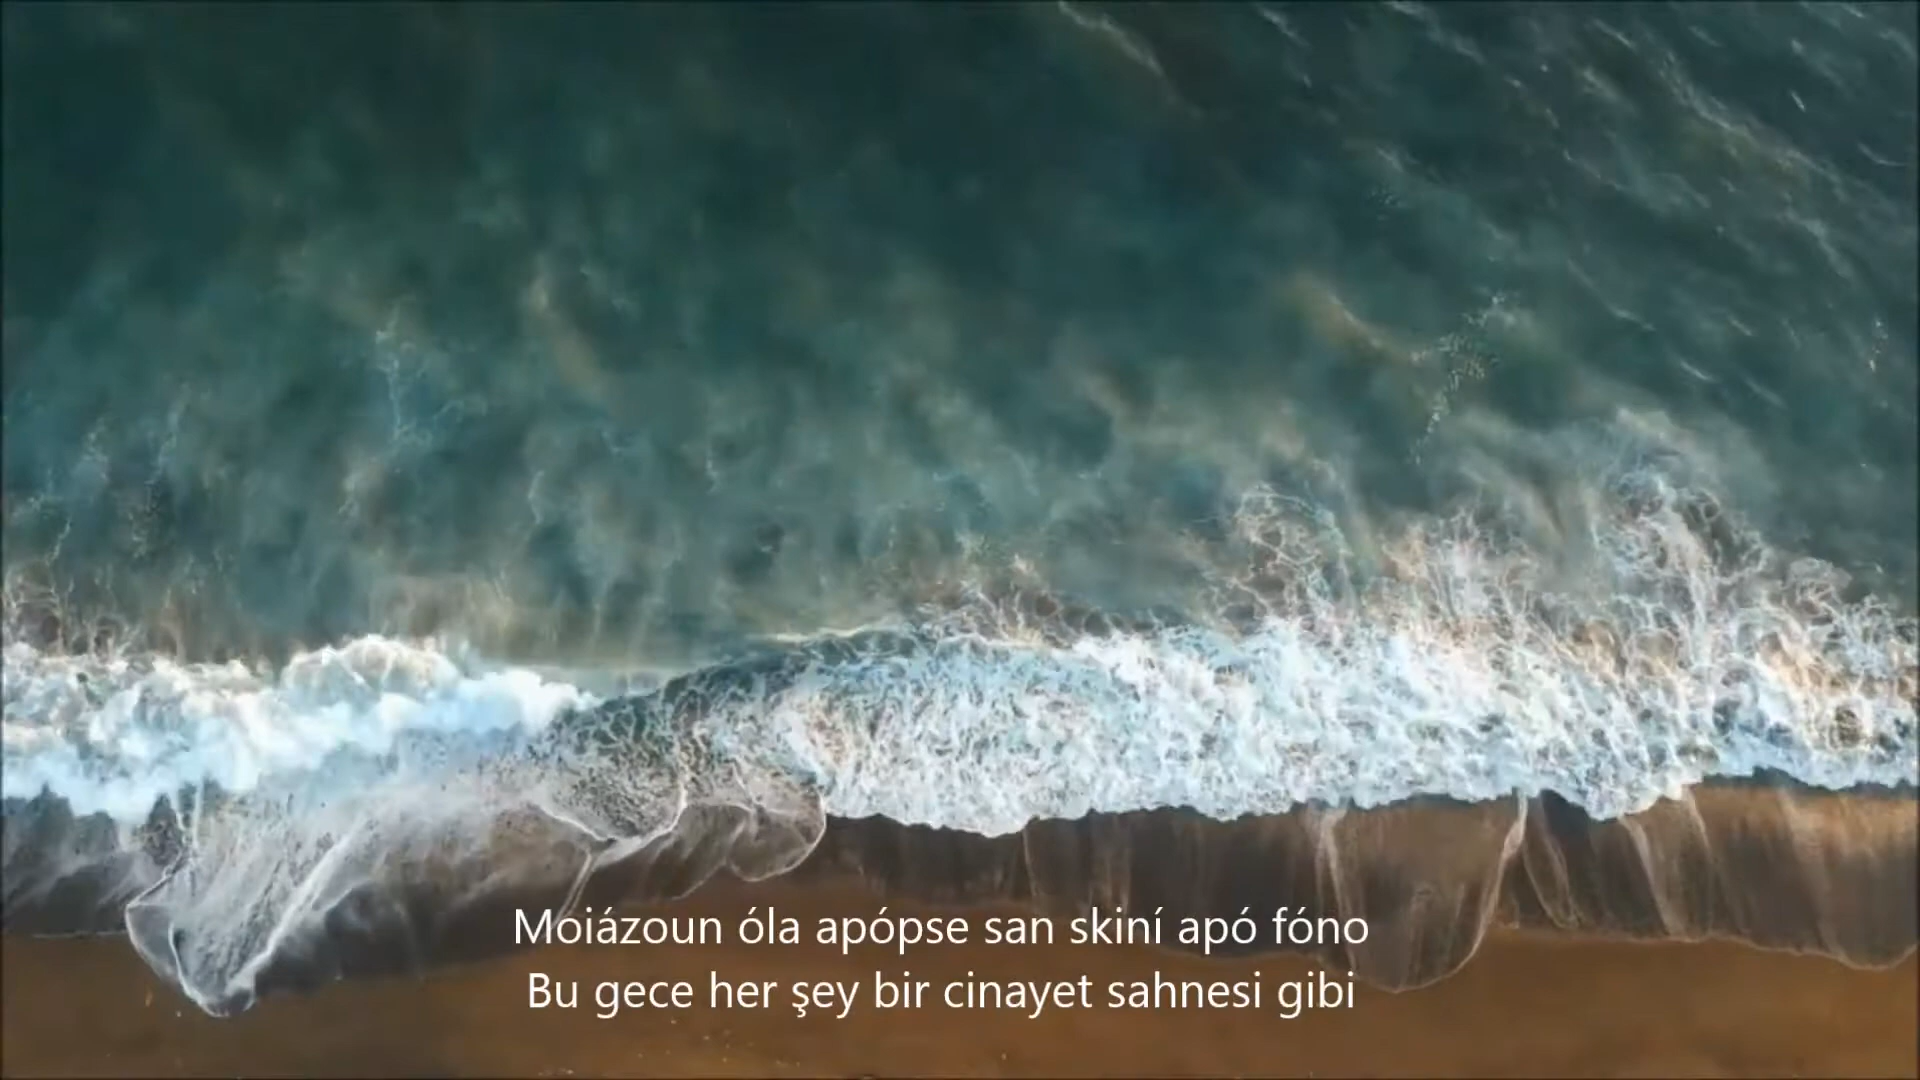 Moiázoun óla apópse san skiní apó fóno
Bu gece her şey bir cinayet sahnesi gibi